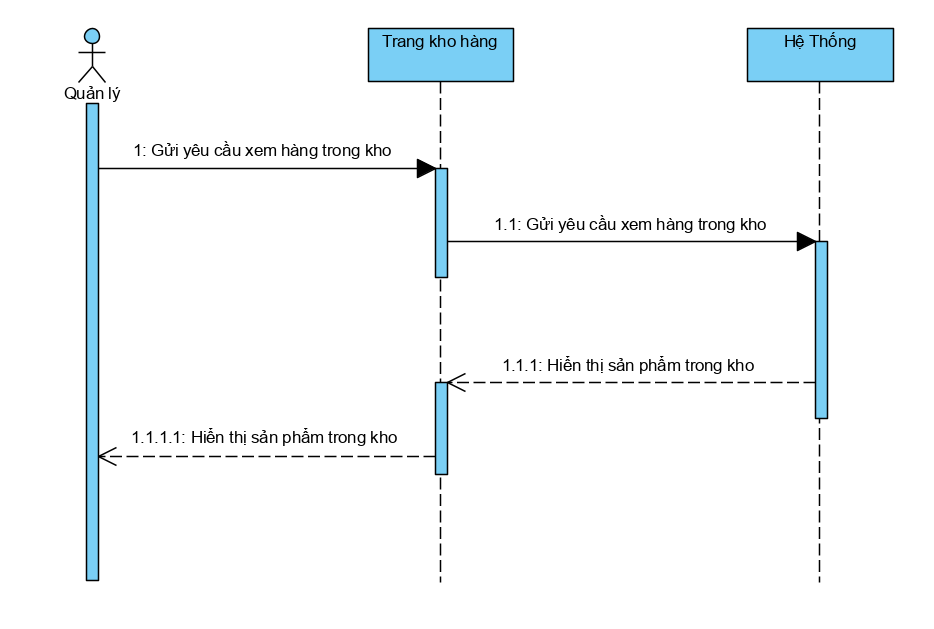 Trang kho hàng
Hệ Thống
Quản lý
1: Gửi yêu cầu xem hàng trong kho
1.1: Gửi yêu cầu xem hàng trong kho
1.1.1: Hiển thị sản phẩm trong kho
1.1.1.1: Hiển thị sản phẩm trong kho